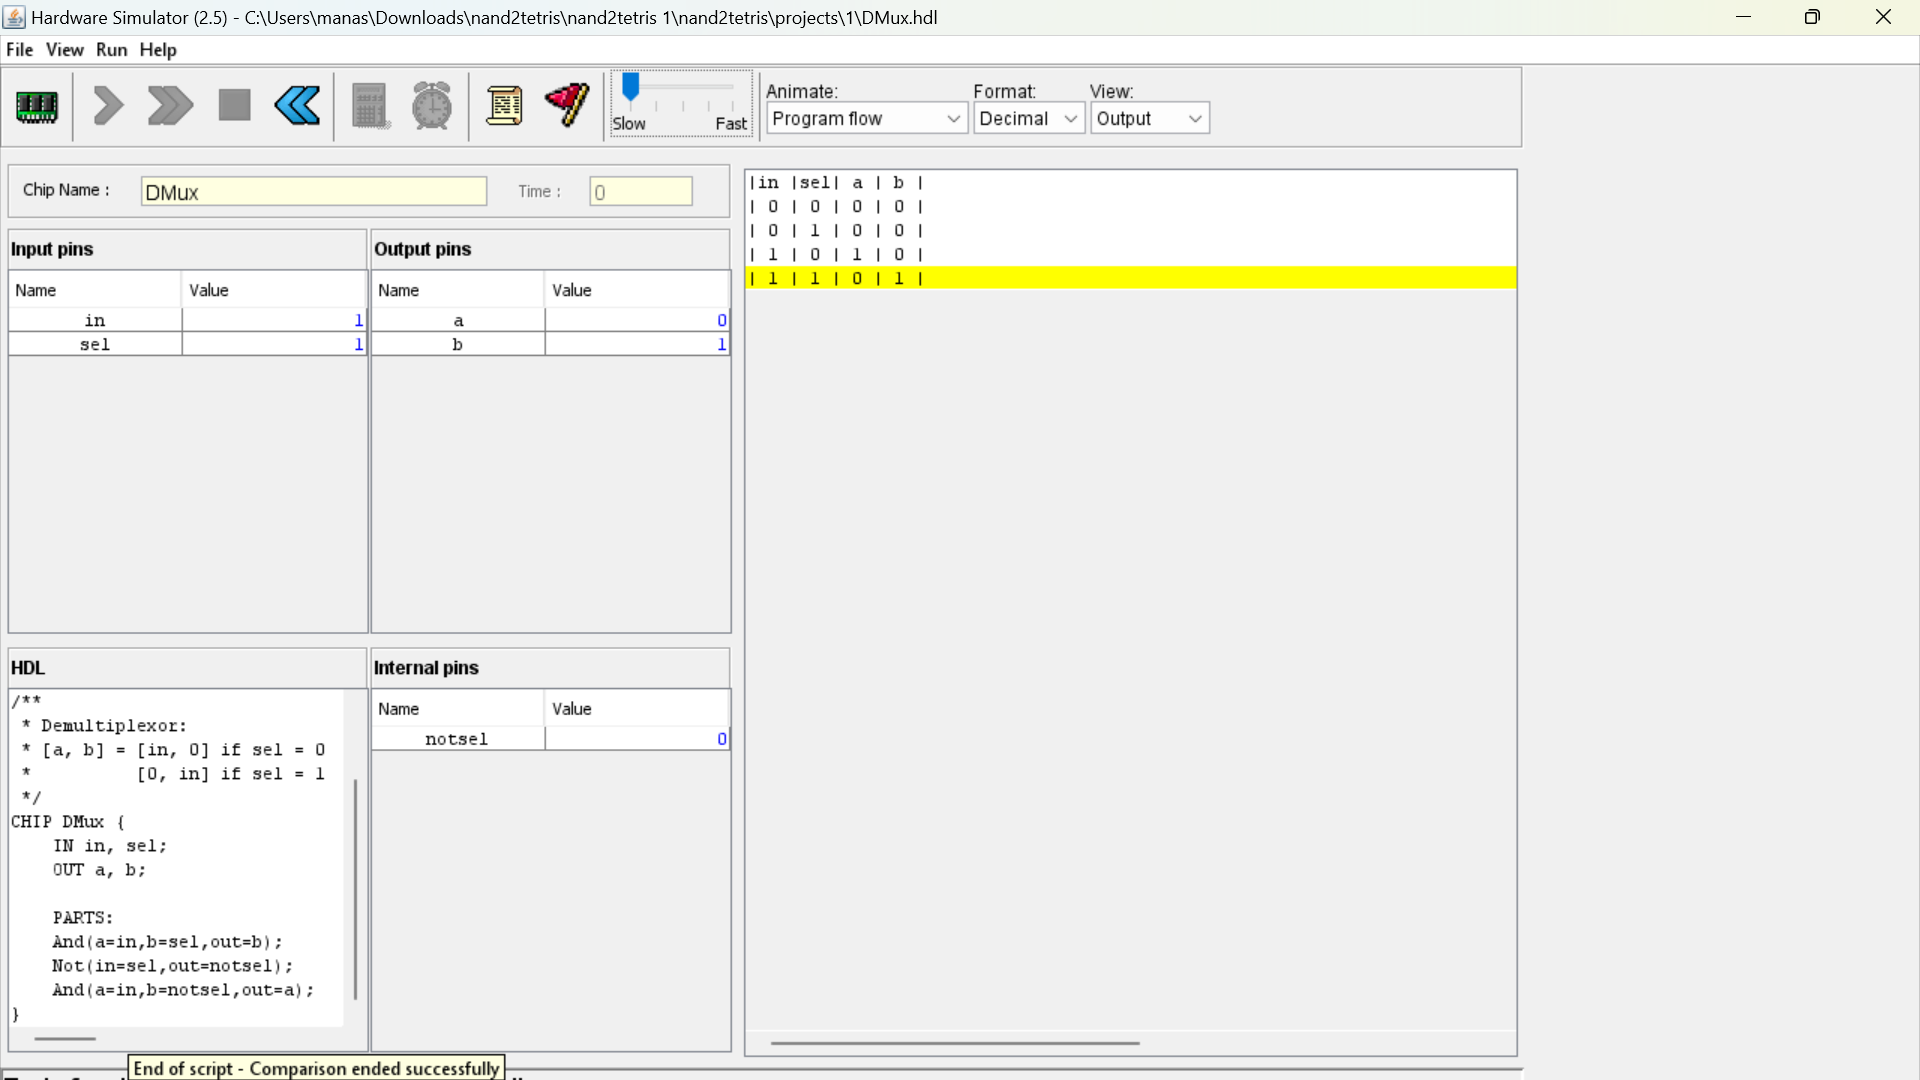 Hardware Simulator (2.5) - C:\Users\manas\Downloads\nand2tetris\nand2tetris 1\nand2tetris\projects\1\DMux.hdl
File View Run Help
Animate: Format: View:
Slow Fast Program flow Decimal Output
Chip Name : DMux Time : 0
Input pins
Name Value
in 1
sel 1
Output pins
Name Value
a 0
b 1
HDL
/**
* Demultiplexor:
* [a, b] = [in, 0] if sel = 0
* [0, in] if sel = 1
*/
CHIP DMux {
IN in, sel;
OUT a, b;
PARTS:
And(a=in,b=sel,out=b);
Not(in=sel,out=notsel);
And(a=in,b=notsel,out=a);
}
Internal pins
Name Value
notsel 0
|in |sel| a | b |
| 0 | 0 | 0 | 0 |
| 0 | 1 | 0 | 0 |
| 1 | 0 | 1 | 0 |
| 1 | 1 | 0 | 1 |
End of script - Comparison ended successfully